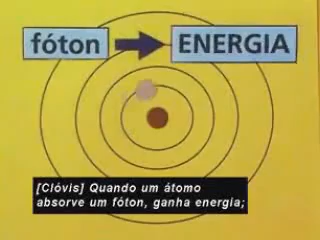 fóton ENERGIA
[Clóvis] Quando um átomo
absorve um fóton, ganha energia;